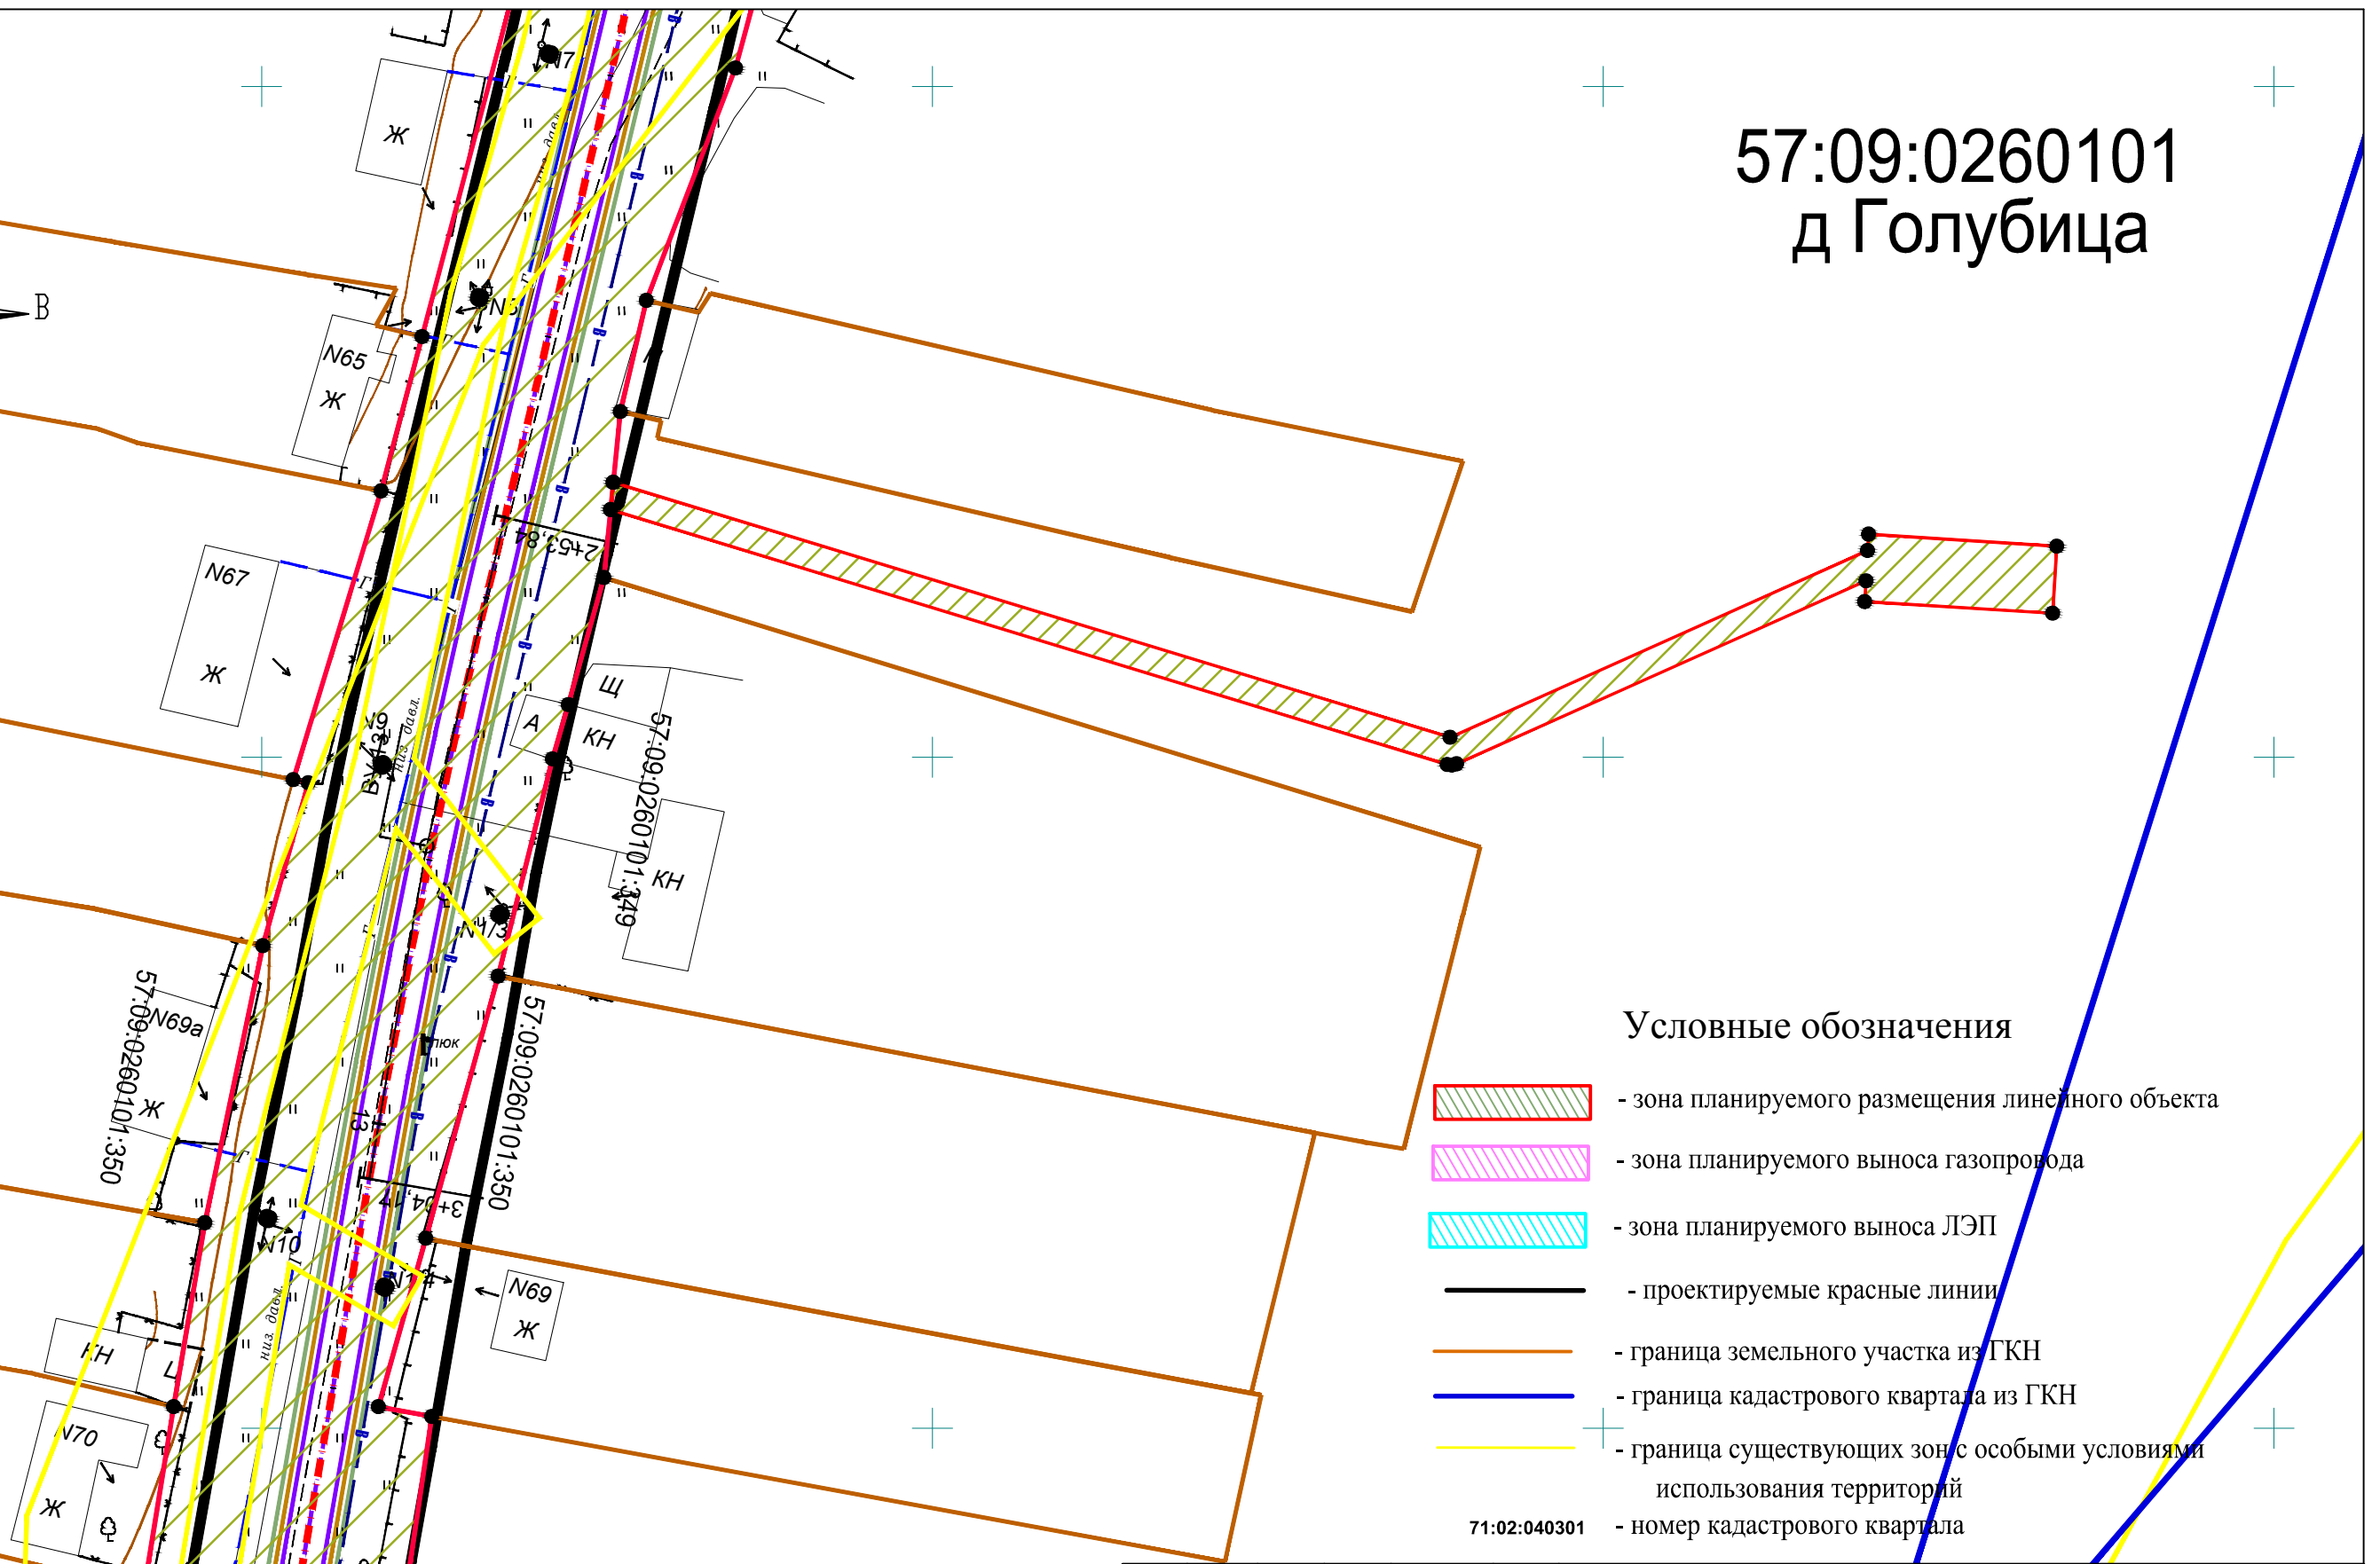 57:09:0260101
д Голубица
N7
Ж
В
N5
N65
Ж
2+53,84
N67
Ж
низ. давл.
Щ
А
КН
КН
57:09:0260101:349
N1/3
57:09:0260101:350
N69а
Ж
люк
57:09:0260101:350
13
3+04,14
N10
низ. давл.
N69
Ж
КН
N70
Ж
Условные обозначения
- зона планируемого размещения линейного объекта
- зона планируемого выноса газопровода
- зона планируемого выноса ЛЭП
- проектируемые красные линии
- граница земельного участка из ГКН
- граница кадастрового квартала из ГКН
- граница существующих зон с особыми условиями
использования территорий
71:02:040301 - номер кадастрового квартала